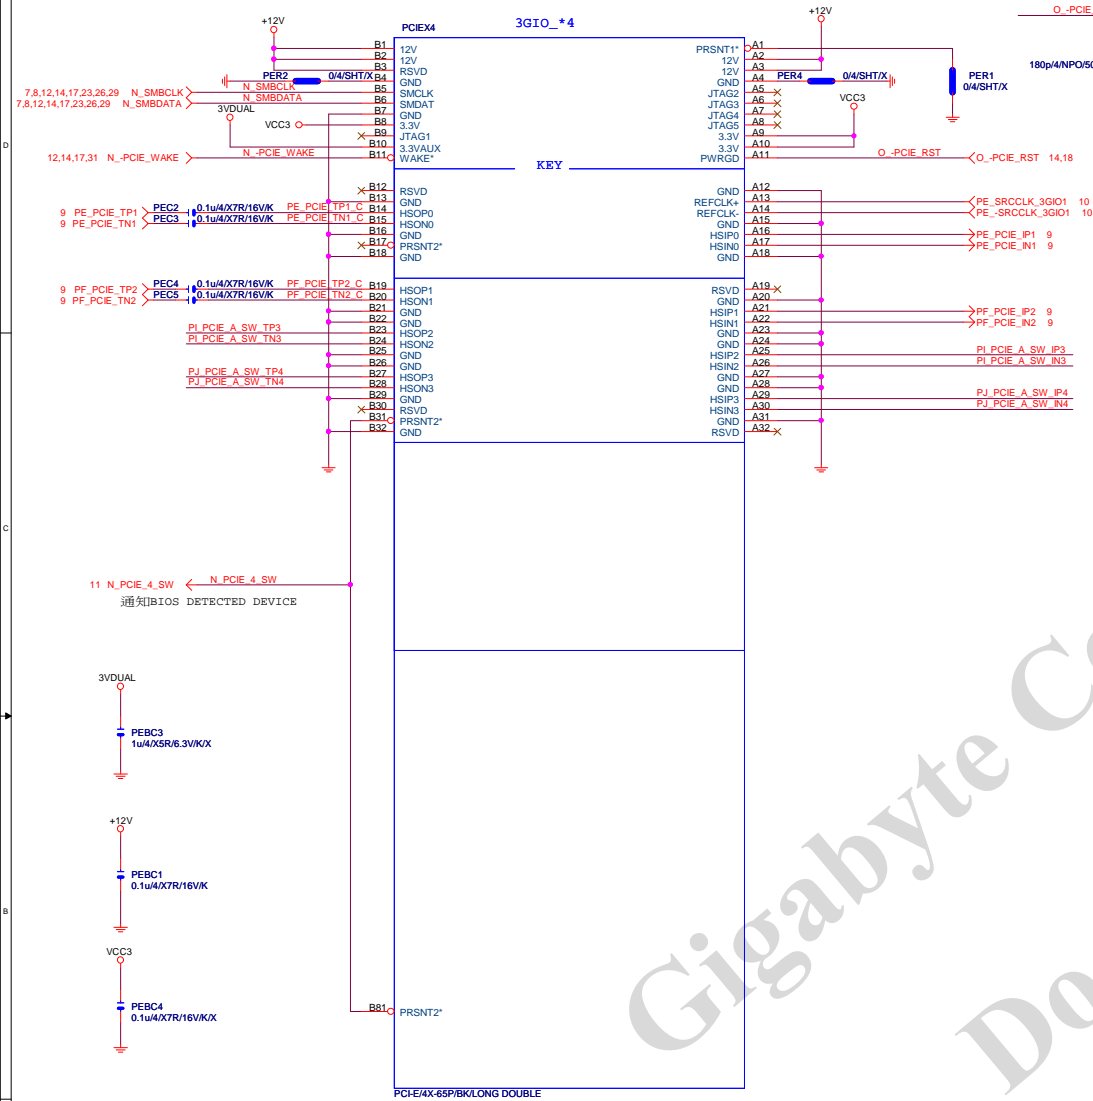 O_-PCIE
+12V
+12V
PCIEX4
3GIO_*4
B1 12V PRSNT1* A1
B2 12V 12V A2
B3 RSVD 12V A3
180p/4/NPO/50
PER2 0/4/SHT/X B4 GND GND A4 PER4 0/4/SHT/X PER1
0/4/SHT/X
7,8,12,14,17,23,26,29 N_SMBCLK N_SMBCLK B5 SMCLK JTAG2 A5
7,8,12,14,17,23,26,29 N_SMBDATA N_SMBDATA B6 SMDAT JTAG3 A6
3VDUAL B7 GND JTAG4 A7 VCC3
VCC3 B8 3.3V JTAG5 A8
B9 JTAG1 3.3V A9
D
B10 3.3VAUX 3.3V A10
12,14,17,31 N_-PCIE_WAKE N_-PCIE_WAKE B11 WAKE* PWRGD A11 O_-PCIE_RST O_-PCIE_RST 14,18
KEY
B12 RSVD GND A12
B13 GND REFCLK+ A13 PE_SRCCLK_3GIO1 10
9 PE_PCIE_TP1 PEC2 0.1u/4/X7R/16V/K PE_PCIE_TP1_C B14 HSOP0 REFCLK- A14 PE_-SRCCLK_3GIO1 10
9 PE_PCIE_TN1 PEC3 0.1u/4/X7R/16V/K PE_PCIE_TN1_C B15 HSON0 GND A15
B16 GND HSIP0 A16 PE_PCIE_IP1 9
B17 PRSNT2* HSIN0 A17 PE_PCIE_IN1 9
B18 GND GND A18
9 PF_PCIE_TP2 PEC4 0.1u/4/X7R/16V/K PF_PCIE_TP2_C B19 HSOP1 RSVD A19
9 PF_PCIE_TN2 PEC5 0.1u/4/X7R/16V/K PF_PCIE_TN2_C B20 HSON1 GND A20
B21 GND HSIP1 A21 PF_PCIE_IP2 9
B22 GND HSIN1 A22 PF_PCIE_IN2 9
PI_PCIE_A_SW_TP3 B23 HSOP2 GND A23
PI_PCIE_A_SW_TN3 B24 HSON2 GND A24
B25 GND HSIP2 A25 PI_PCIE_A_SW_IP3
B26 GND HSIN2 A26 PI_PCIE_A_SW_IN3
PJ_PCIE_A_SW_TP4 B27 HSOP3 GND A27
PJ_PCIE_A_SW_TN4 B28 HSON3 GND A28
B29 GND HSIP3 A29 PJ_PCIE_A_SW_IP4
B30 RSVD HSIN3 A30 PJ_PCIE_A_SW_IN4
B31 PRSNT2* GND A31
B32 GND RSVD A32
C
11 N_PCIE_4_SW N_PCIE_4_SW
通知BIOS DETECTED DEVICE
3VDUAL
PEBC3
1u/4/X5R/6.3V/K/X
+12V
PEBC1
0.1u/4/X7R/16V/K
B
VCC3
PEBC4
0.1u/4/X7R/16V/K/X
B81 PRSNT2*
PCI-E/4X-65P/BK/LONG DOUBLE
Gigabyte C
Do